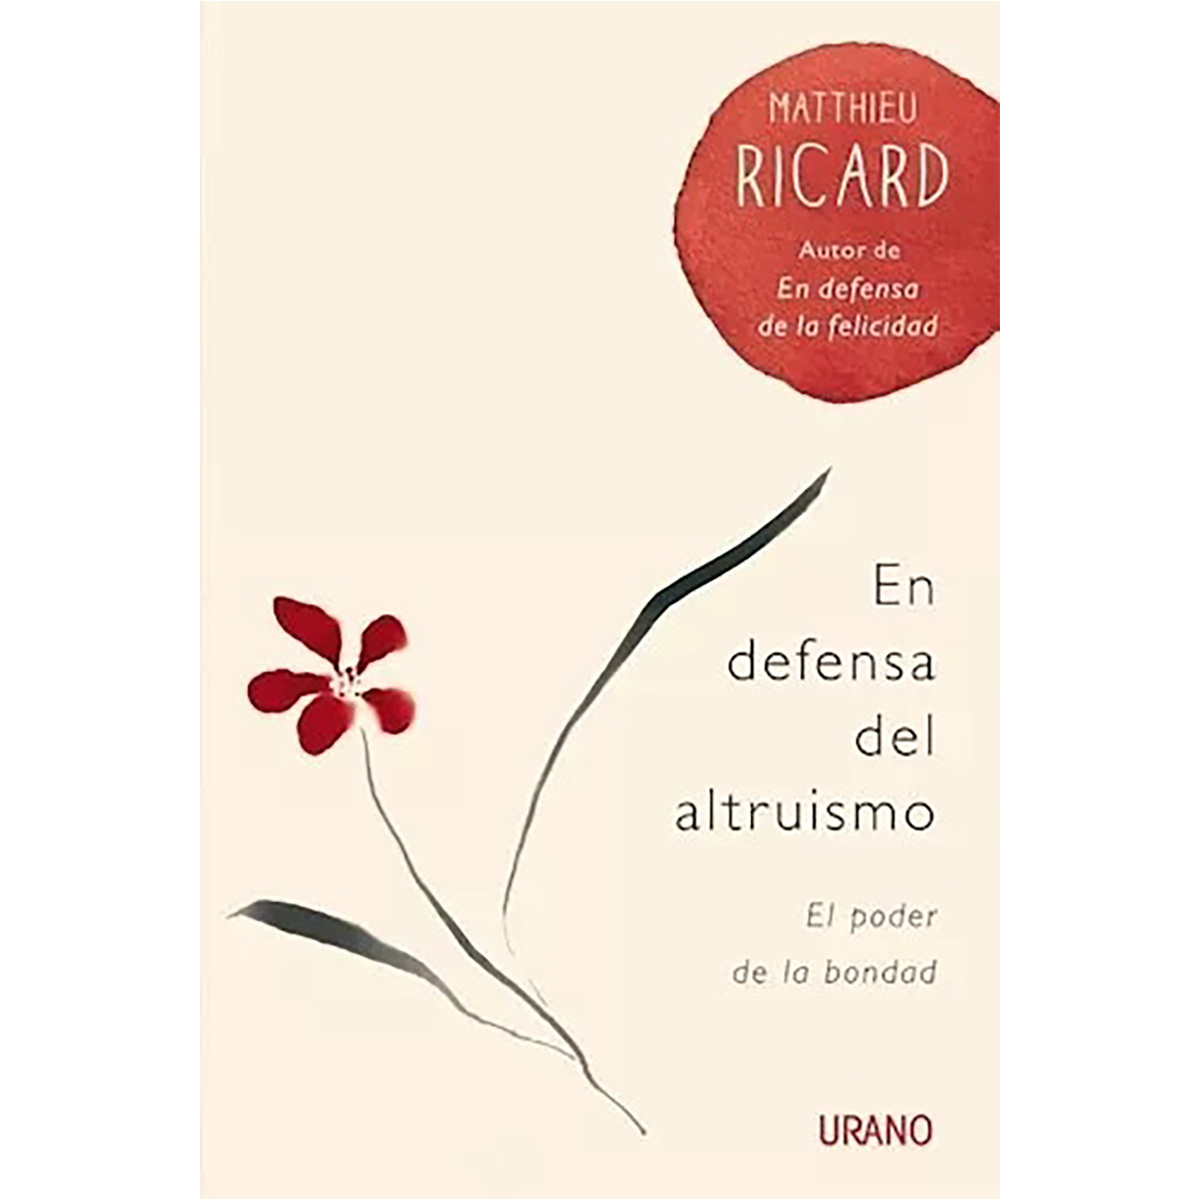 MATTHIEU
RICARD
Autor de
En defensa
de la felicidad
En
defensa
del
altruismo
El poder
de la bondad
URANO